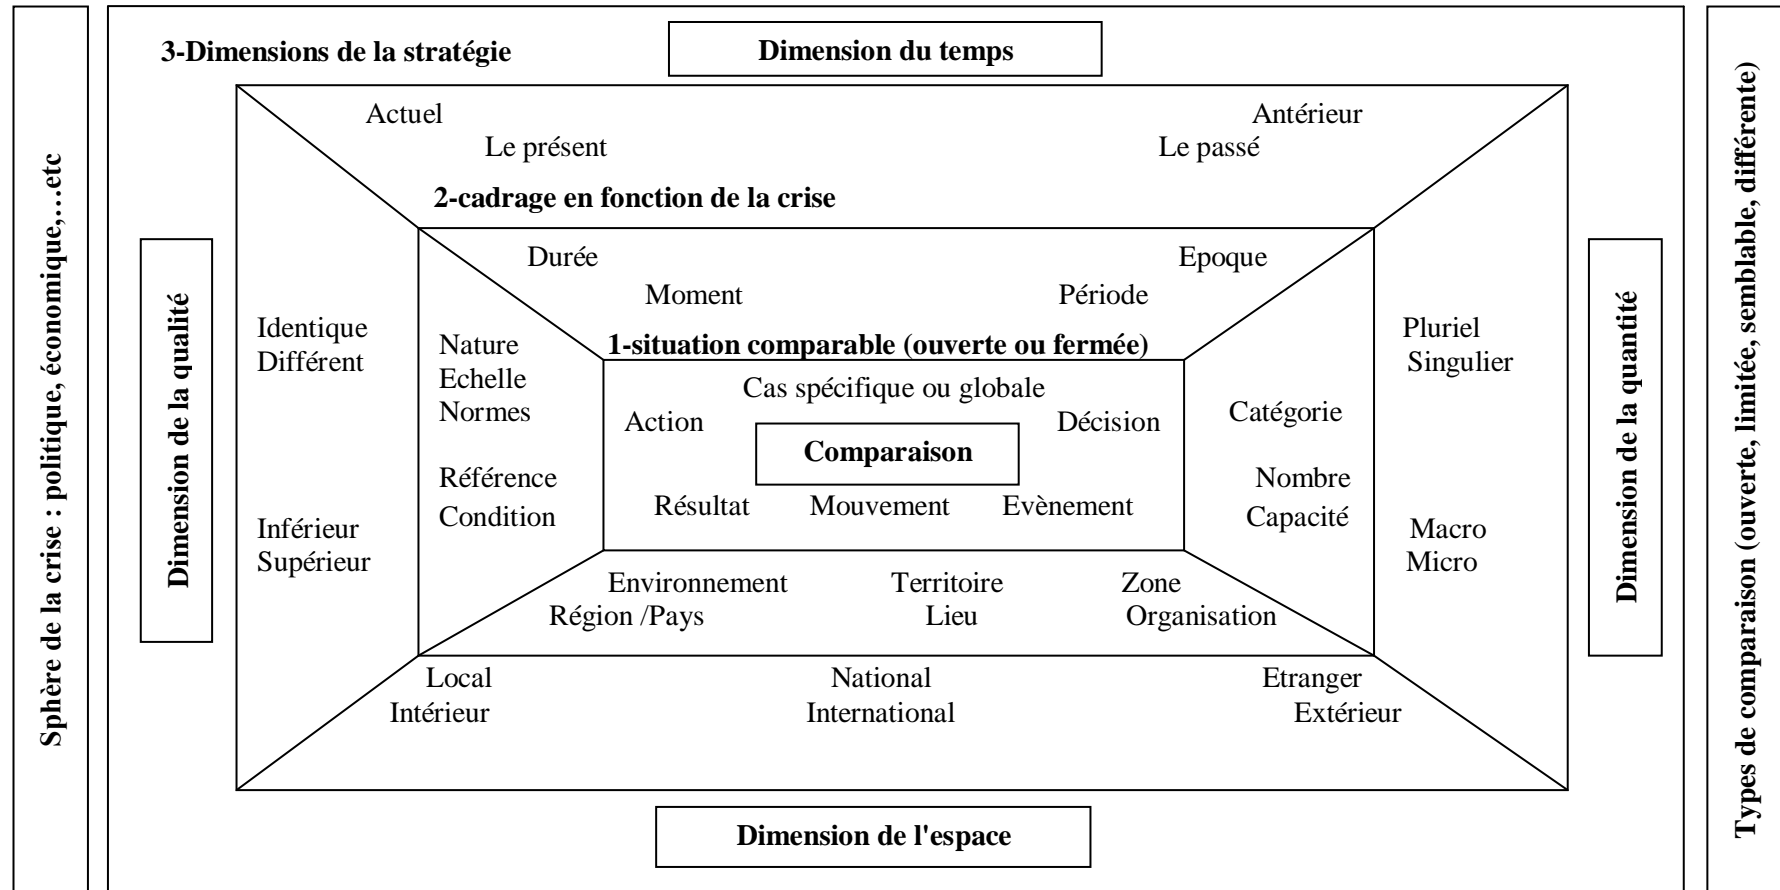 Sphère de la crise : politique, économique,…etc
3-Dimensions de la stratégie
Dimension du temps
Actuel
Antérieur
Le présent
Le passé
2-cadrage en fonction de la crise
Durée
Epoque
Moment
Période
1-situation comparable (ouverte ou fermée)
Cas spécifique ou globale
Action
Décision
Comparaison
Résultat
Mouvement
Evènement
Dimension de la qualité
Identique
Différent
Inférieur
Supérieur
Nature
Echelle
Normes
Référence
Condition
Catégorie
Nombre
Capacité
Pluriel
Singulier
Macro
Micro
Dimension de la quantité
Environnement
Territoire
Zone
Région /Pays
Lieu
Organisation
Local
National
Etranger
Intérieur
International
Extérieur
Dimension de l'espace
Types de comparaison (ouverte, limitée, semblable, différente)